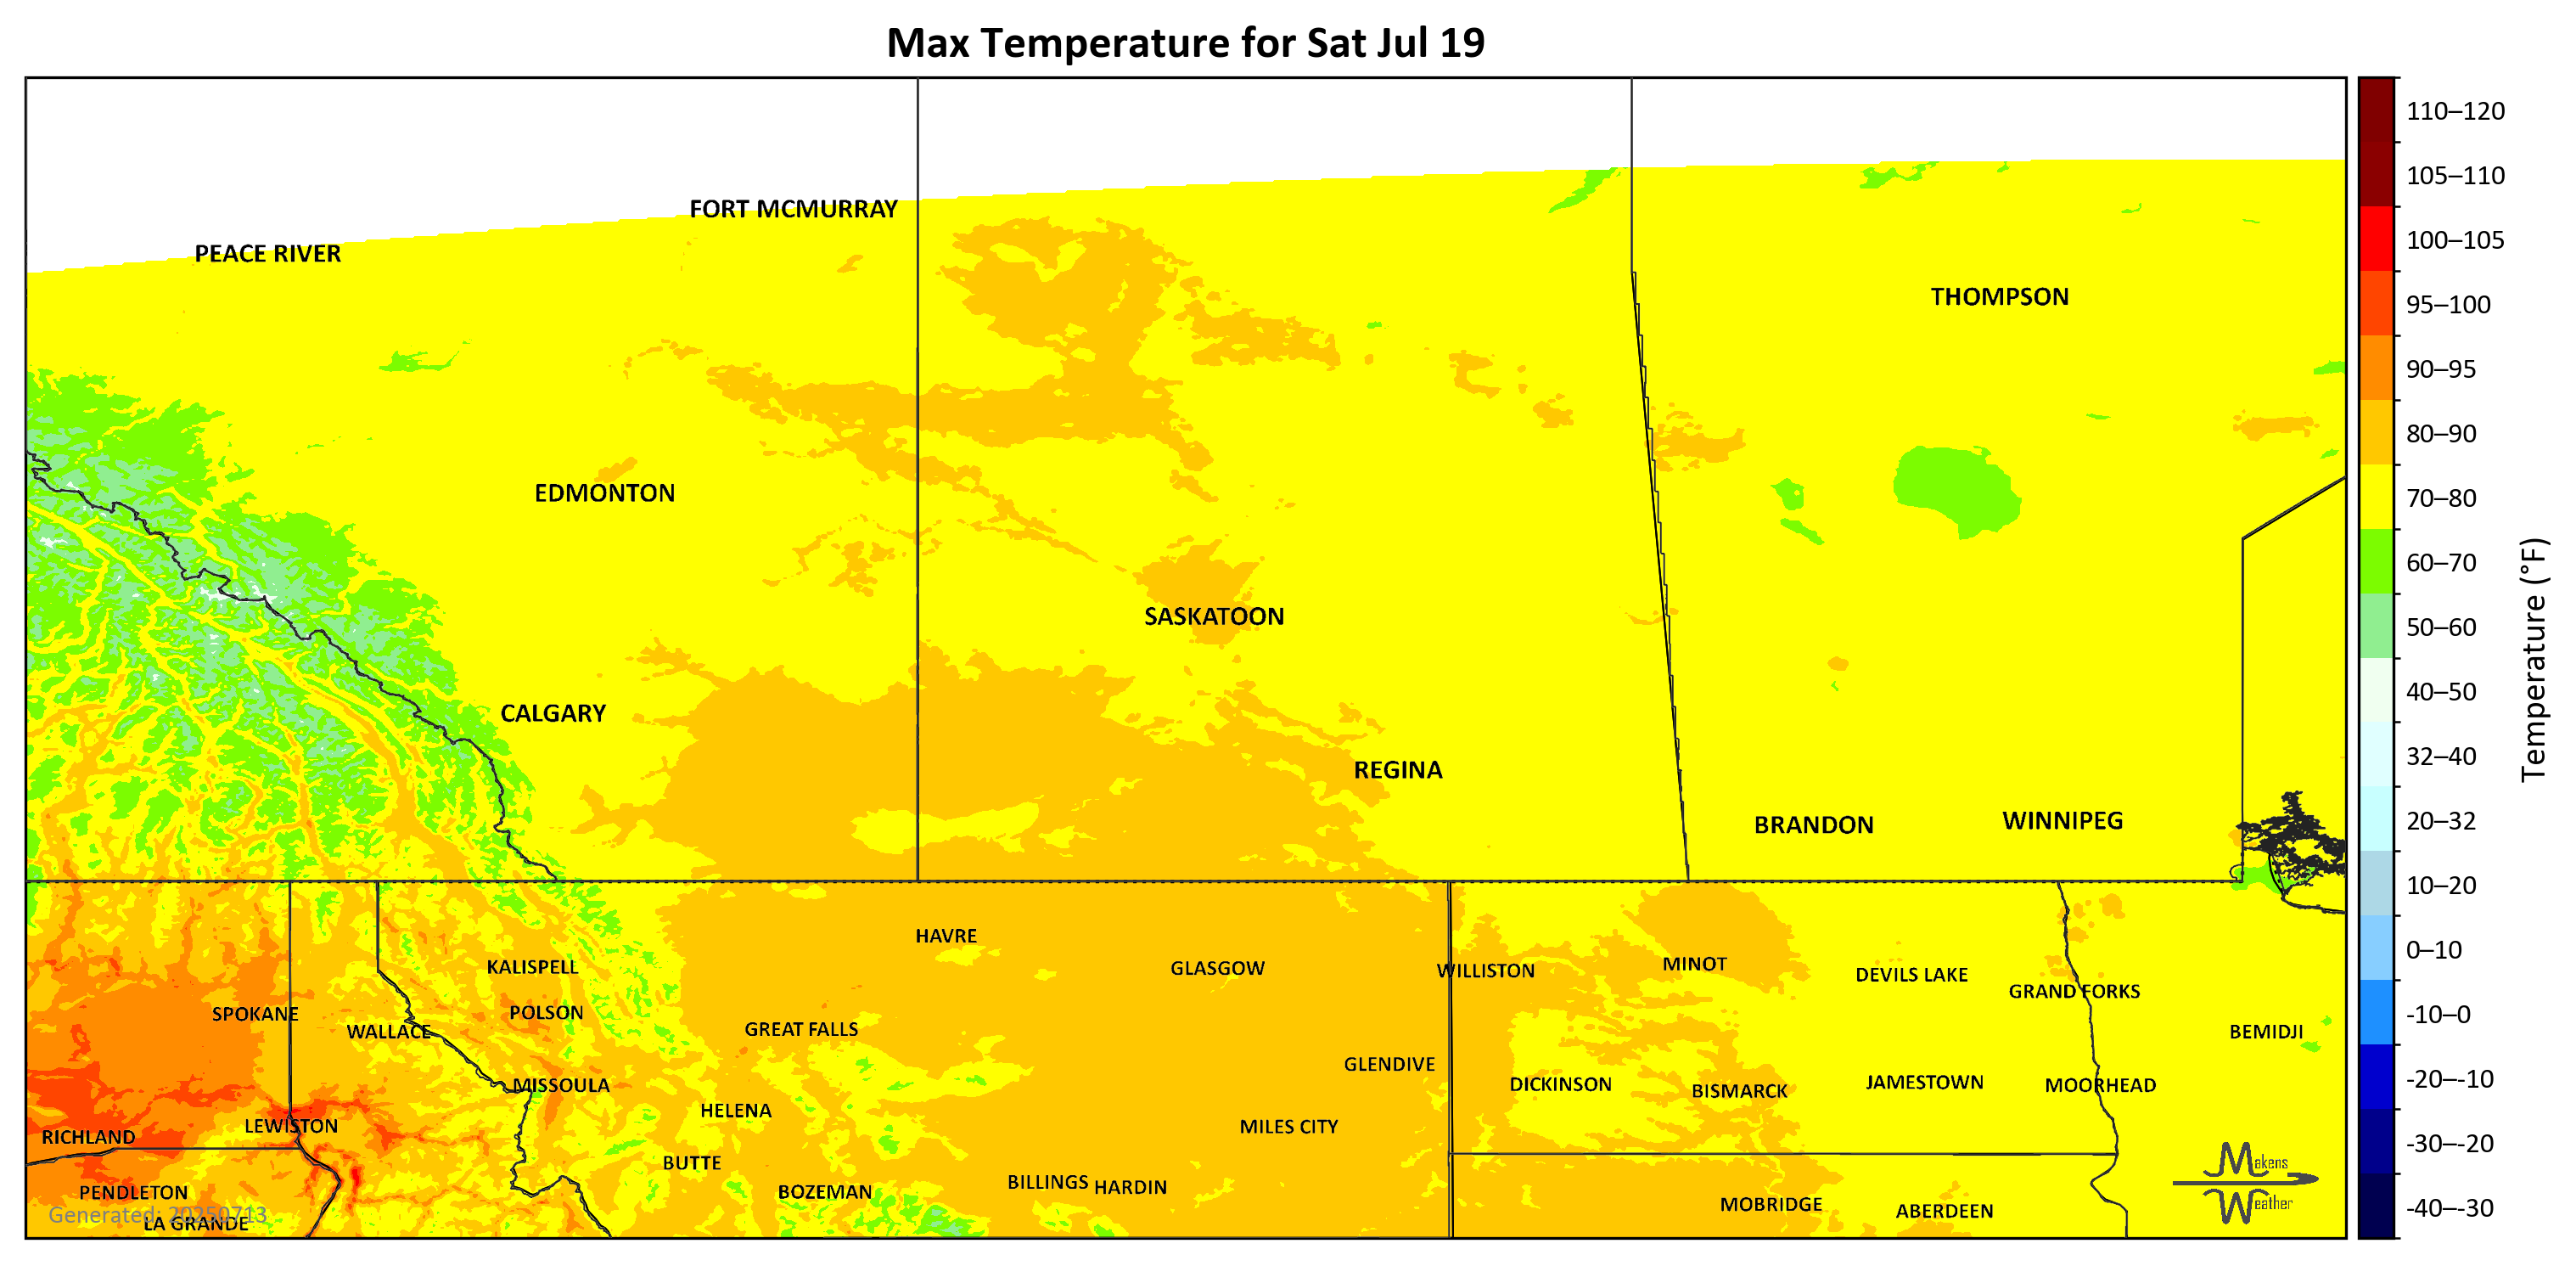 Max Temperature for Sat Jul 19
FORT MCMURRAY
PEACE RIVER
THOMPSON
EDMONTON
SASKATOON
CALGARY
REGINA
BRANDON
WINNIPEG
HAVRE
KALISPELL
GLASGOW
WILLISTON
MINOT
DEVILS LAKE
GRAND FORKS
SPOKANE
POLSON
WALLACE
GREAT FALLS
BEMIDJI
GLENDIVE
MISSOULA
DICKINSON
BISMARCK
JAMESTOWN
MOORHEAD
HELENA
LEWISTON
MILES CITY
RICHLAND
BUTTE
BILLINGS
HARDIN
PENDLETON
BOZEMAN
MOBRIDGE
ABERDEEN
Generated: 20250713
LA GRANDE
Makens
Weather
110–120
105–110
100–105
95–100
90–95
80–90
70–80
60–70
50–60
40–50
32–40
20–32
10–20
0–10
-10–0
-20–-10
-30–-20
-40–-30
Temperature (°F)